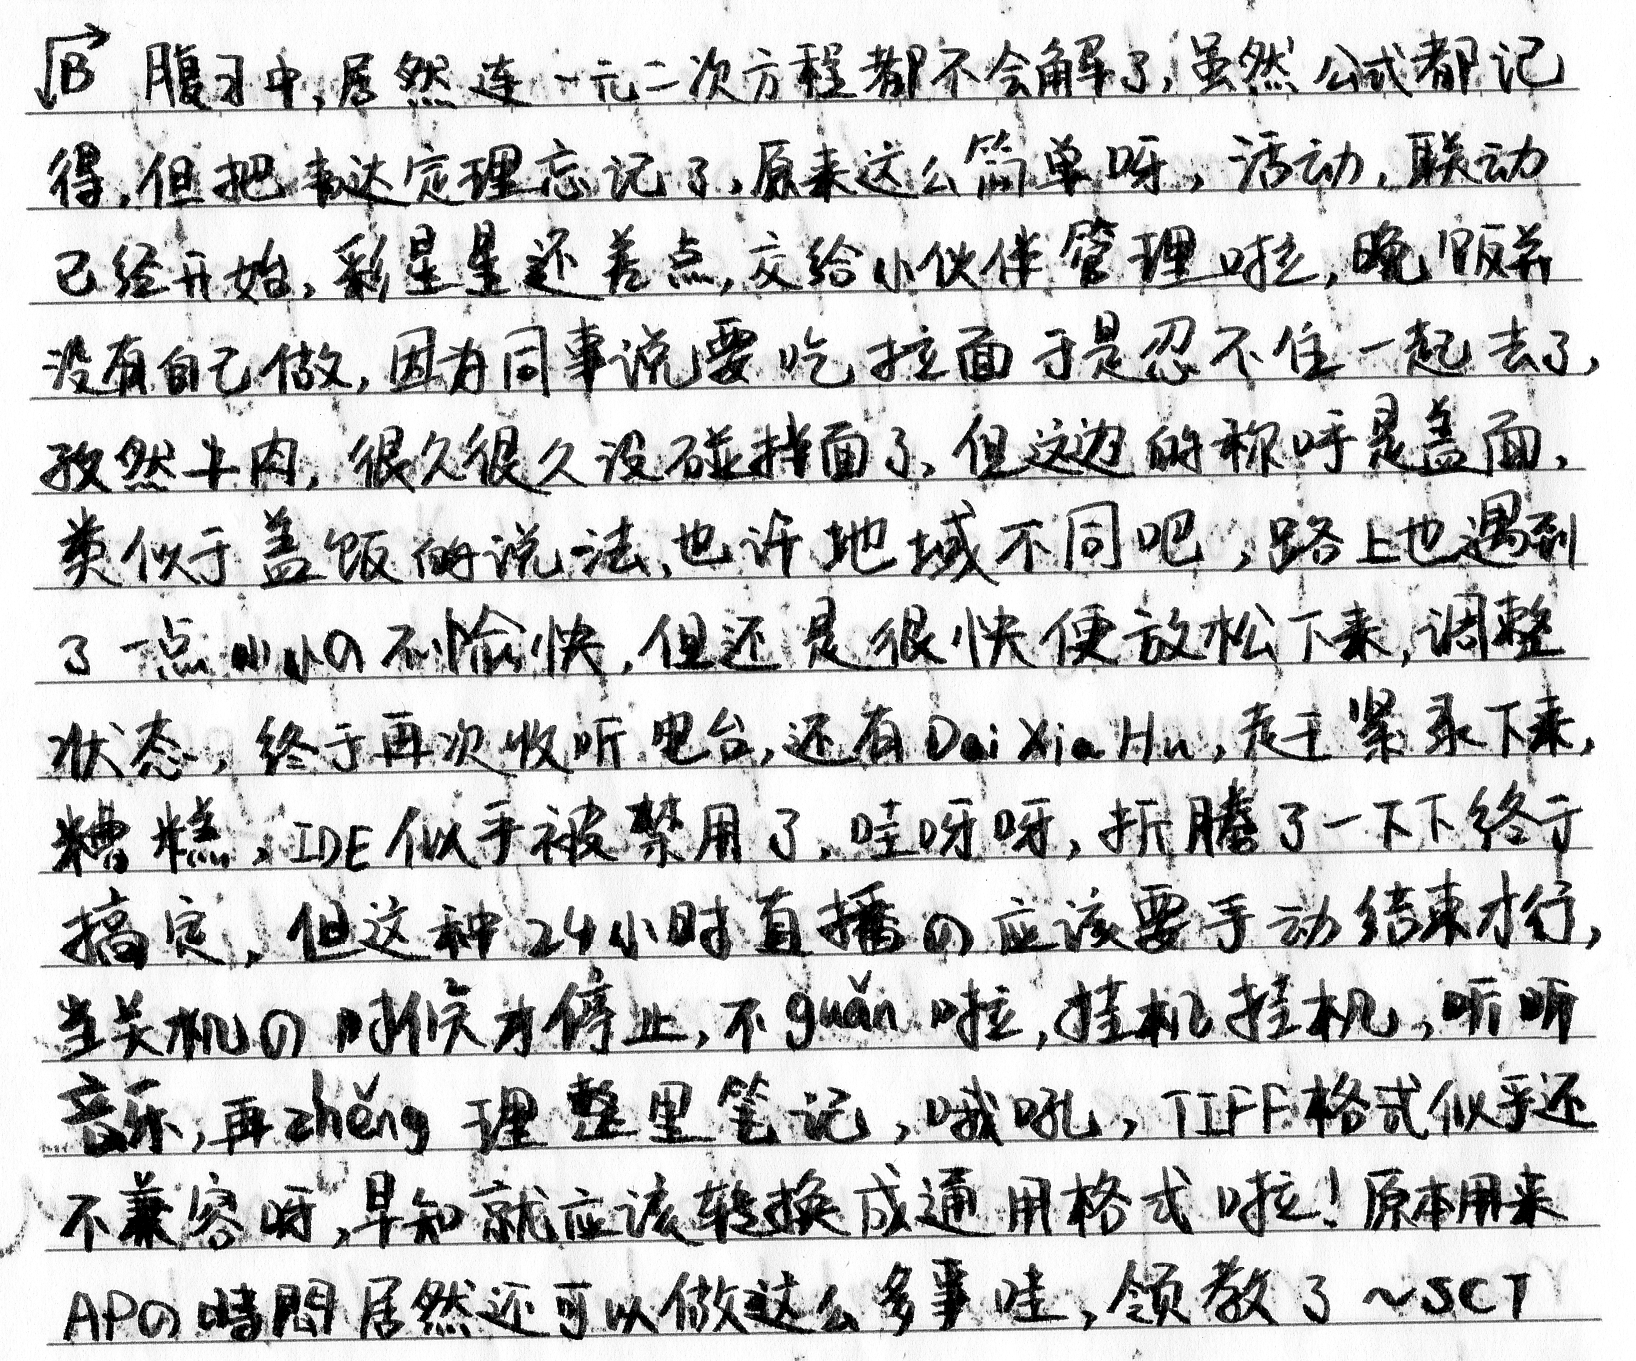 B 腹习中,居然连一元二次方程都不会解了,虽然公式都记
得,但把韦达定理忘记了,原来这么简单呀,活动,联动
已经开始,彩星星还差点,交给小伙伴管理啦,晚饭并
没有自己做,因为同事说要吃拉面于是忍不住一起去了,
孜然牛肉,很久很久没碰拌面了,但这边的称呼是盖面,
类似于盖饭的说法,也许地域不同吧,路上也遇到
了一点小小の不愉快,但还是很快便放松下来,调整
状态,终于再次收听电台,还有Dai Xia Hu,赶紧录下来,
糟糕,IDE似乎被禁用了,哇呀呀,折腾了一下下终于
搞定,但这种24小时直播の应该要手动结束才行,
当关机の时候才停止,不guǎn啦,挂机挂机,听听
音乐,再zhěng理整里笔记,哦吼,TIFF格式似乎还
不兼容呀,早知就应该转换成通用格式啦!原本用来
APの時間居然还可以做这么多事哇,领教了~SCT